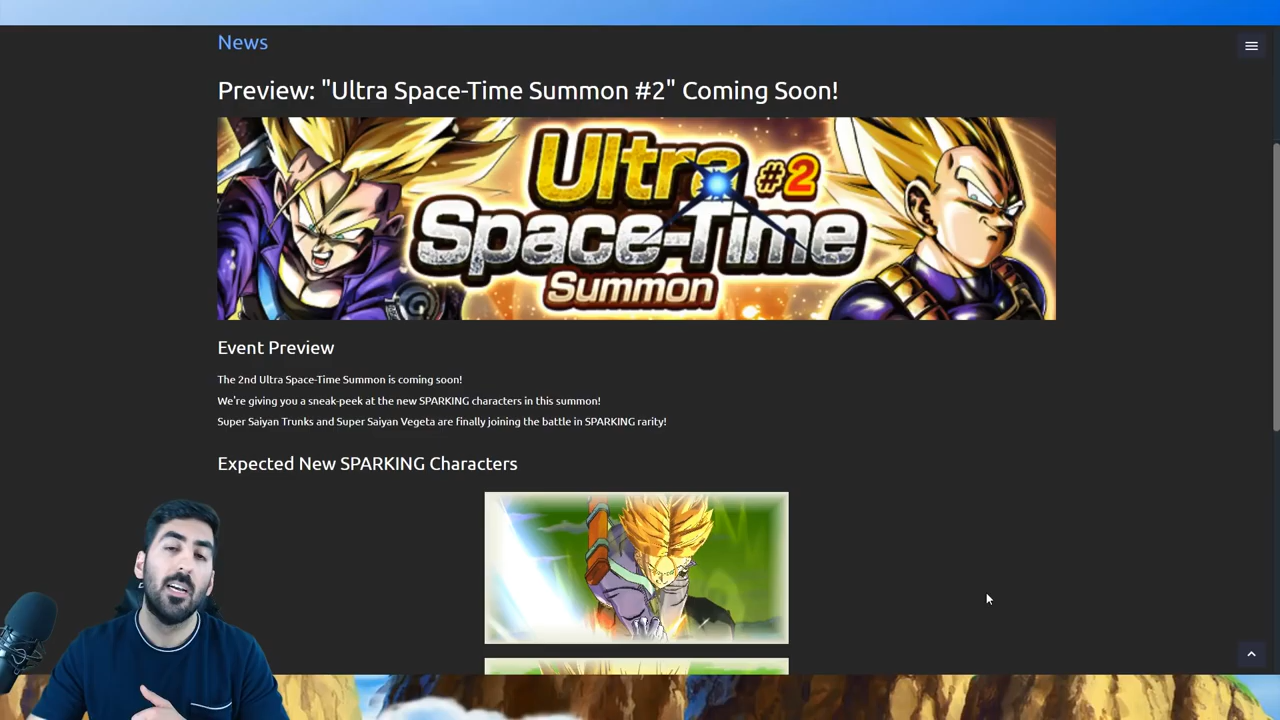 News
Preview: "Ultra Space-Time Summon #2" Coming Soon!
Ultra #2
Space-Time
Summon
Event Preview
The 2nd Ultra Space-Time Summon is coming soon!
We're giving you a sneak-peek at the new SPARKING characters in this summon!
Super Saiyan Trunks and Super Saiyan Vegeta are finally joining the battle in SPARKING rarity!
Expected New SPARKING Characters